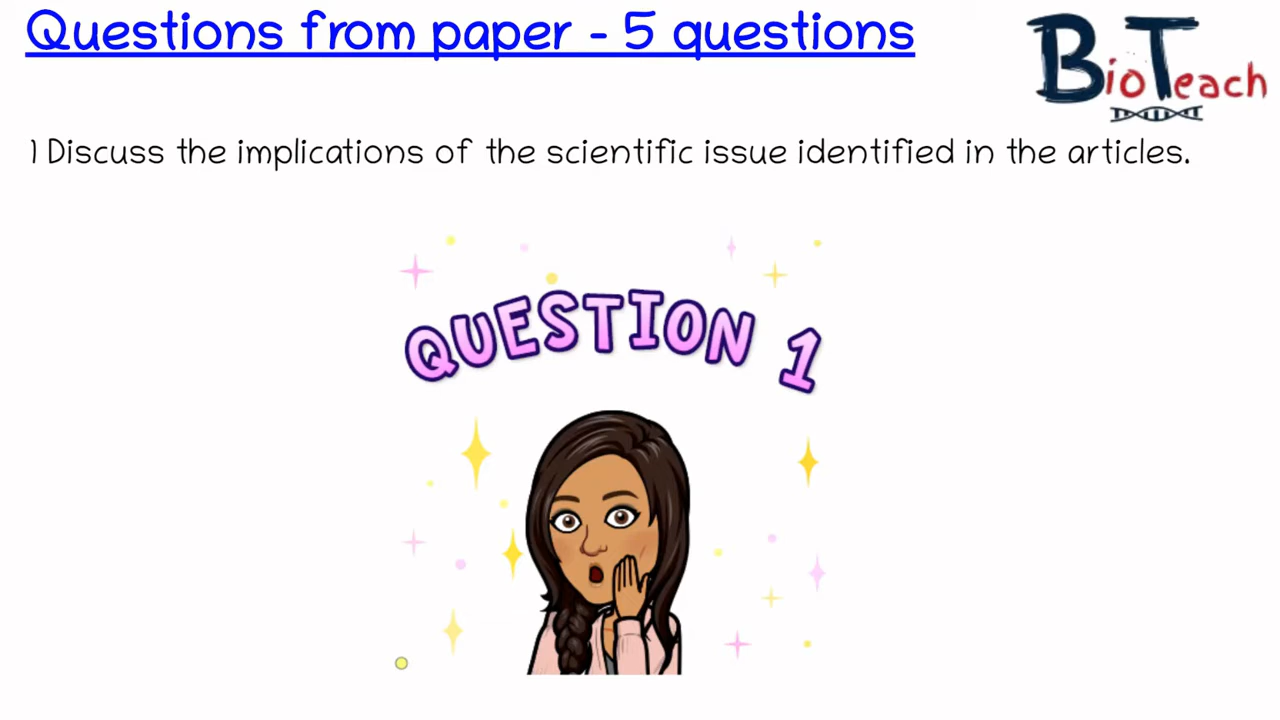 Questions from paper - 5 questions
BioTeach
1 Discuss the implications of the scientific issue identified in the articles.
QUESTION 1